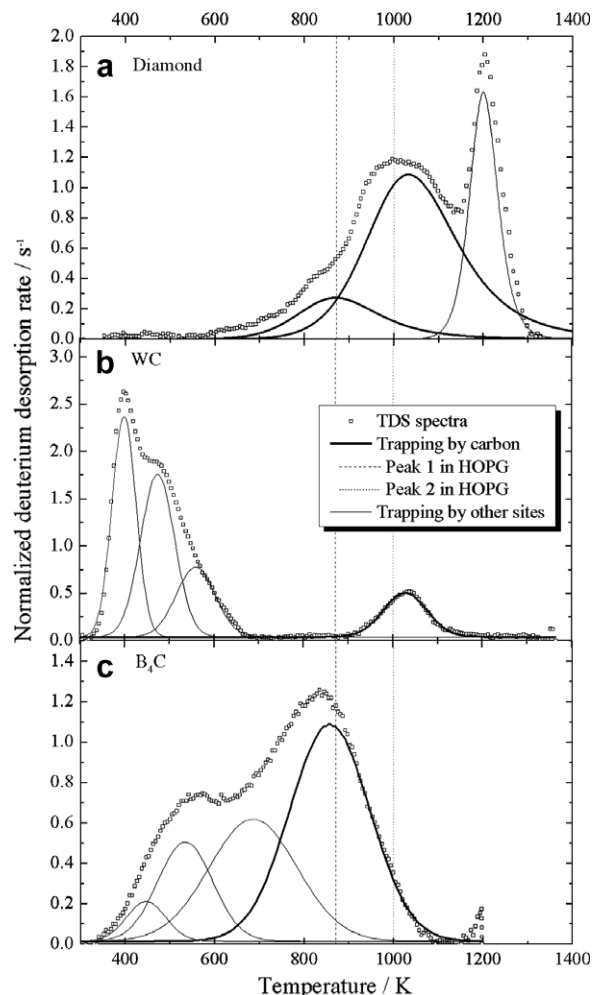 400 600 800 1000 1200 1400
a Diamond
2.0
1.8
1.6
1.4
1.2
1.0
0.8
0.6
0.4
0.2
0.0
b WC
3.0
2.5
2.0
1.5
1.0
0.5
0.0
TDS spectra
Trapping by carbon
Peak 1 in HOPG
Peak 2 in HOPG
Trapping by other sites
c B₄C
1.4
1.2
1.0
0.8
0.6
0.4
0.2
0.0
Normalized deuterium desorption rate / s⁻¹
400 600 800 1000 1200 1400
Temperature / K